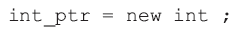 int_ptr = new int ;